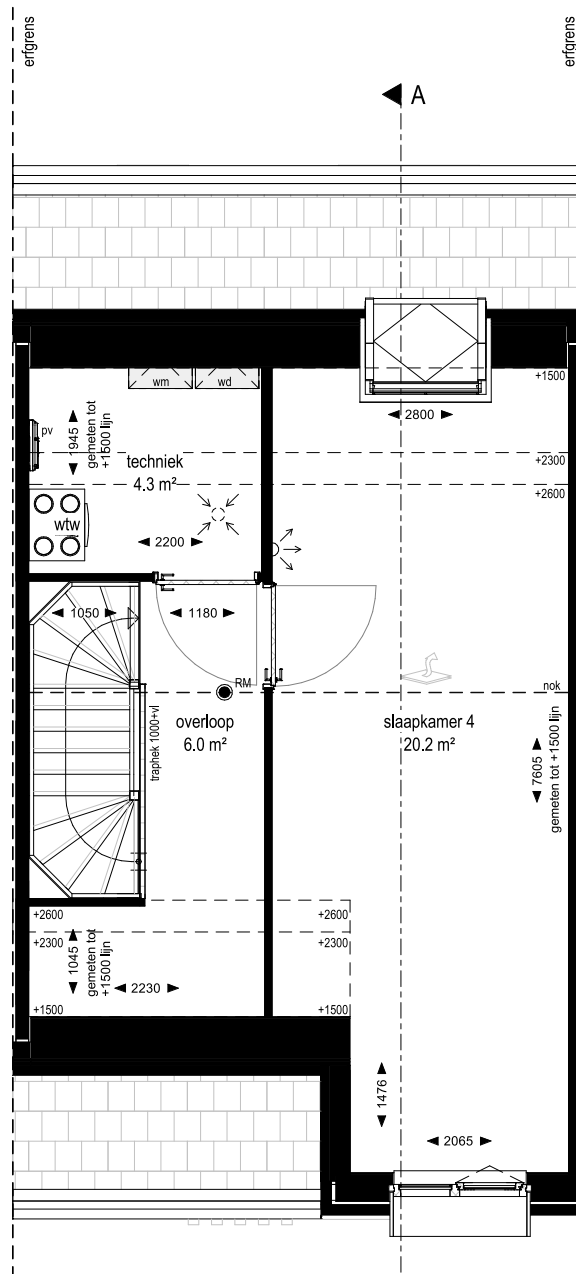 erfgrens
erfgrens
A
wm
wd
+1500
2800
pv
1945
gemeten tot
+1500 lijn
techniek
4.3 m²
+2300
+2600
wtw
2200
1050
1180
RM
nok
overloop
6.0 m²
slaapkamer 4
20.2 m²
traphek 1000+vl
7605
gemeten tot +1500 lijn
+2600
+2600
+2300
+2300
1045
gemeten tot
+1500 lijn
2230
+1500
+1500
1476
2065